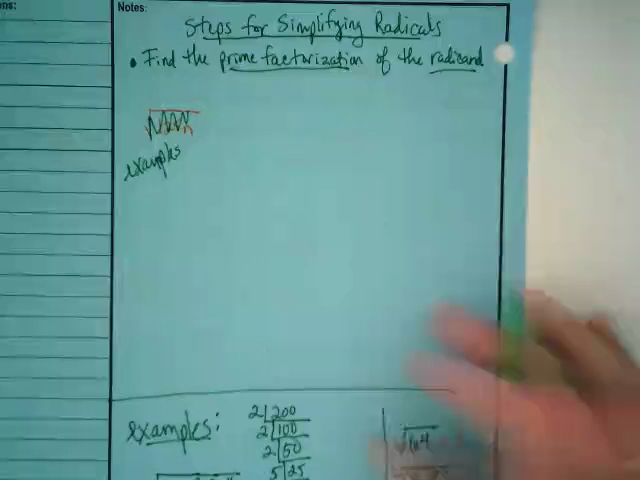 ns:
Notes:
Steps for Simplifying Radicals
• Find the prime factorization of the radicand
examples
examples:
2 200
2 100
2 50
5 25